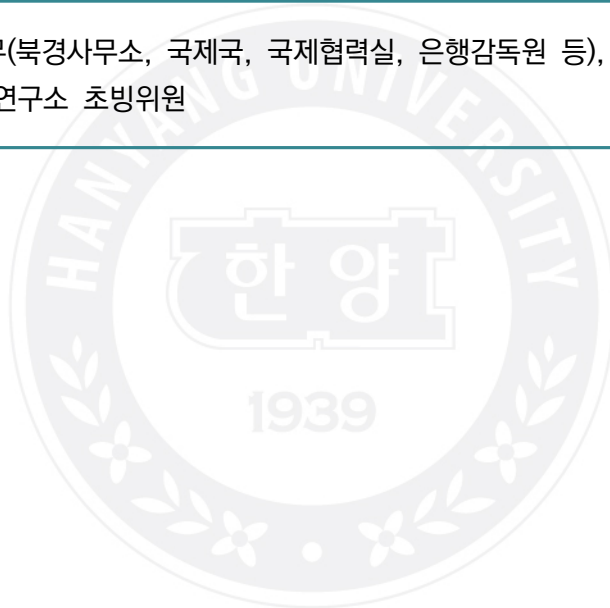 무(북경사무소, 국제국, 국제협력실, 은행감독원 등),
연구소 초빙위원
HANYANG UNIVERSITY
한양
1939